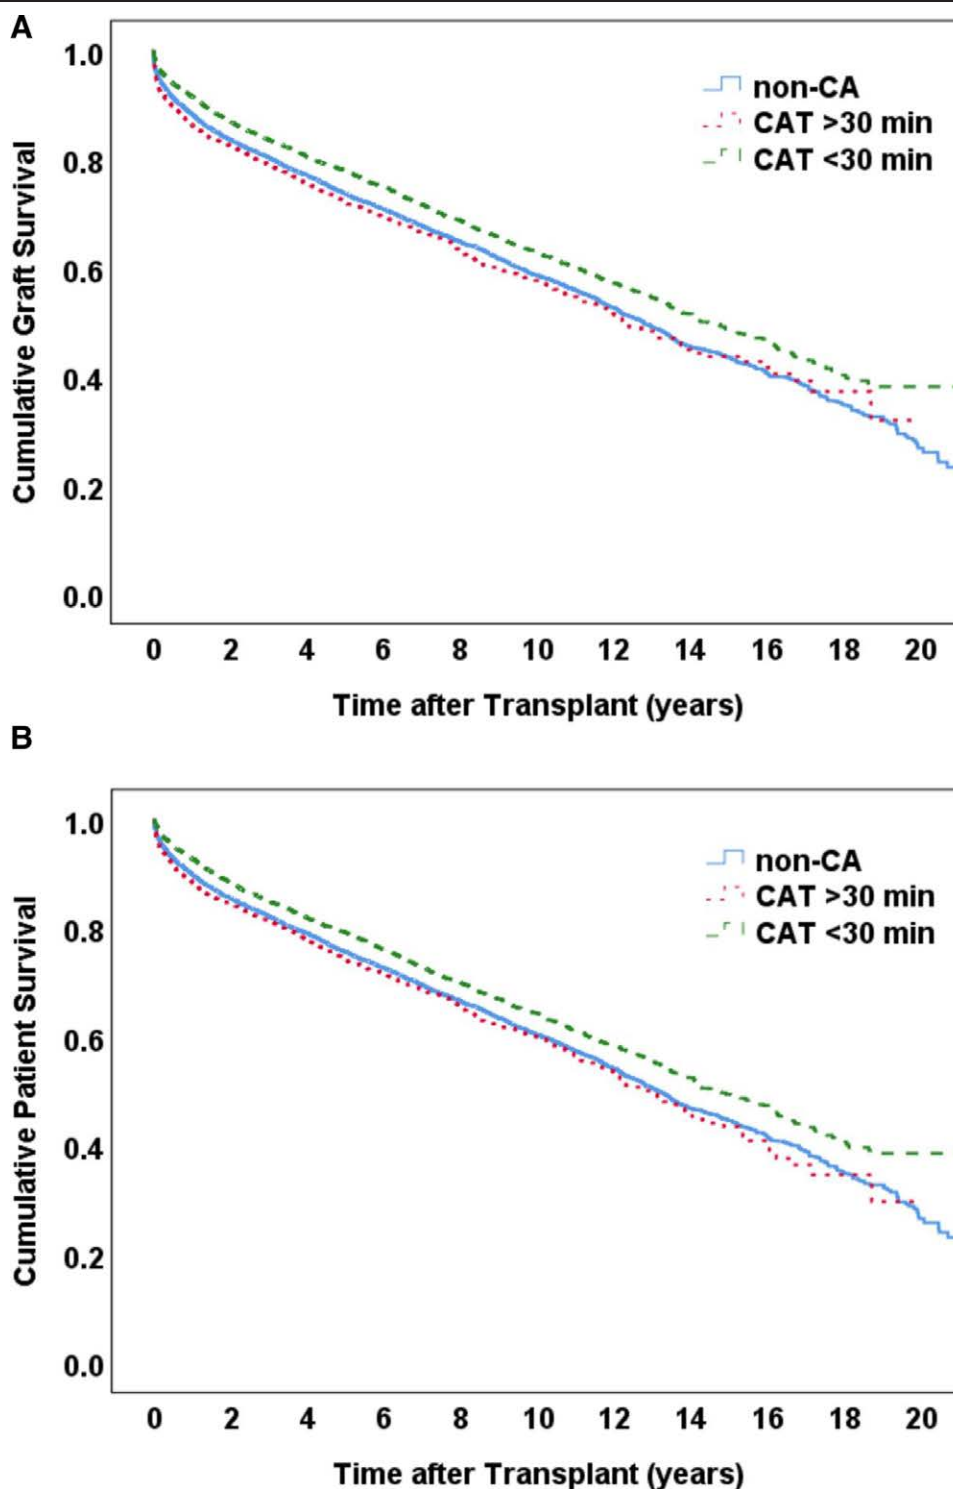 A
Cumulative Graft Survival
1.0
0.8
0.6
0.4
0.2
0.0
non-CA
CAT >30 min
CAT <30 min
0 2 4 6 8 10 12 14 16 18 20
Time after Transplant (years)
B
Cumulative Patient Survival
1.0
0.8
0.6
0.4
0.2
0.0
non-CA
CAT >30 min
CAT <30 min
0 2 4 6 8 10 12 14 16 18 20
Time after Transplant (years)